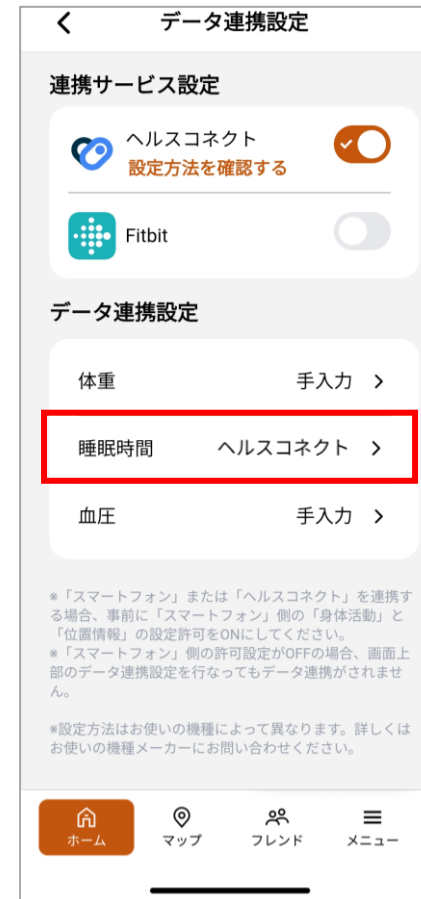 データ連携設定
連携サービス設定
ヘルスコネクト
設定方法を確認する
Fitbit
データ連携設定
体重 手入力
睡眠時間 ヘルスコネクト
血圧 手入力
※「スマートフォン」または「ヘルスコネクト」を連携す
る場合、事前に「スマートフォン」側の「身体活動」と
「位置情報」の設定許可をONにしてください。
※「スマートフォン」側の許可設定がOFFの場合、画面上
部のデータ連携設定を行なってもデータ連携がされませ
ん。
※設定方法はお使いの機種によって異なります。詳しくは
お使いの機種メーカーにお問い合わせください。
ホーム マップ フレンド メニュー